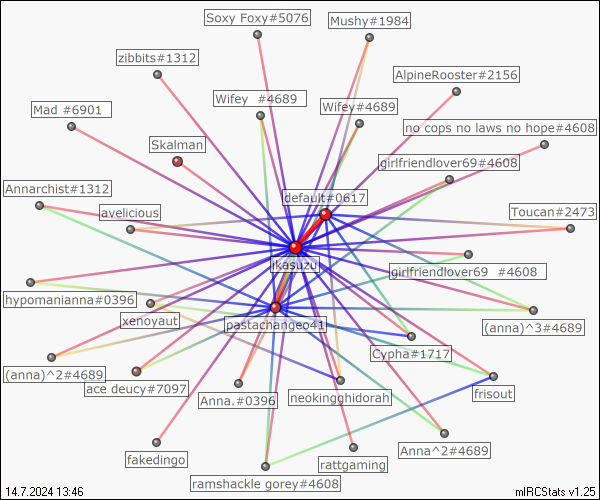 Soxy Foxy#5076
Mushy#1984
zibbits#1312
AlpineRooster#2156
Wifey #4689
Wifey#4689
Mad #6901
no cops no laws no hope#4608
Skalman
girlfriendlover69#4608
Annarchist#1312
default#0617
avelicious
Toucan#2473
ikasuzu
girlfriendlover69 #4608
hypomanianna#0396
xenoyaut
pastachangeo41
(anna)^3#4689
Cypha#1717
(anna)^2#4689
ace deucy#7097
Anna.#0396
neokingghidorah
frisout
Anna^2#4689
fakedingo
rattgaming
ramshackle gorey#4608
14.7.2024 13:46
mIRCStats v1.25